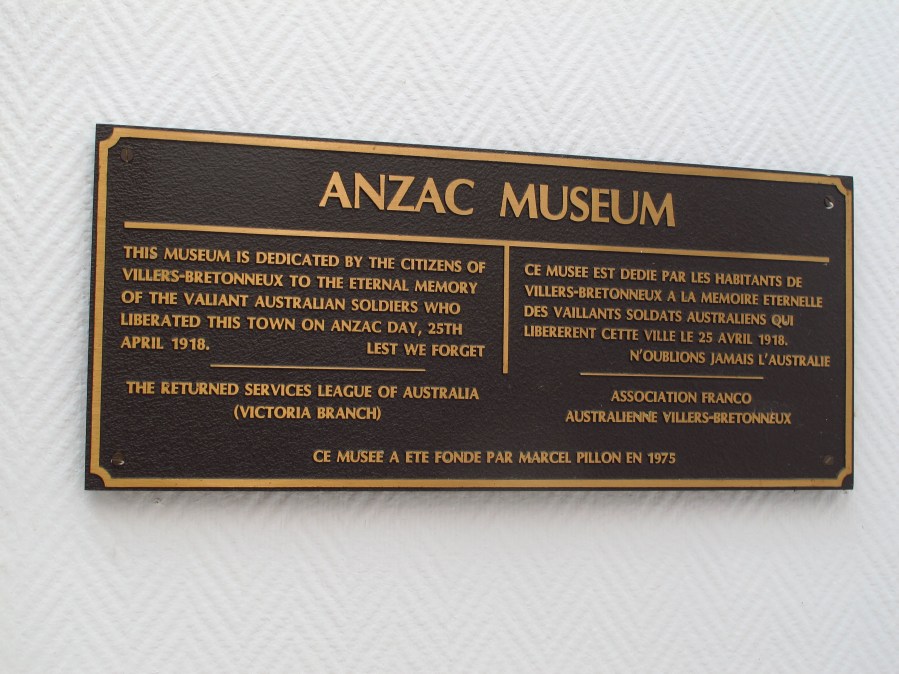 ANZAC MUSEUM
THIS MUSEUM IS DEDICATED BY THE CITIZENS OF
VILLERS-BRETONNEUX TO THE ETERNAL MEMORY
OF THE VALIANT AUSTRALIAN SOLDIERS WHO
LIBERATED THIS TOWN ON ANZAC DAY, 25TH
APRIL 1918. LEST WE FORGET
THE RETURNED SERVICES LEAGUE OF AUSTRALIA
(VICTORIA BRANCH)
CE MUSEE EST DEDIE PAR LES HABITANTS DE
VILLERS-BRETONNEUX A LA MEMOIRE ETERNELLE
DES VAILLANTS SOLDATS AUSTRALIENS QUI
LIBERERENT CETTE VILLE LE 25 AVRIL 1918.
N'OUBLIONS JAMAIS L'AUSTRALIE
ASSOCIATION FRANCO
AUSTRALIENNE VILLERS-BRETONNEUX
CE MUSEE A ETE FONDE PAR MARCEL PILLON EN 1975